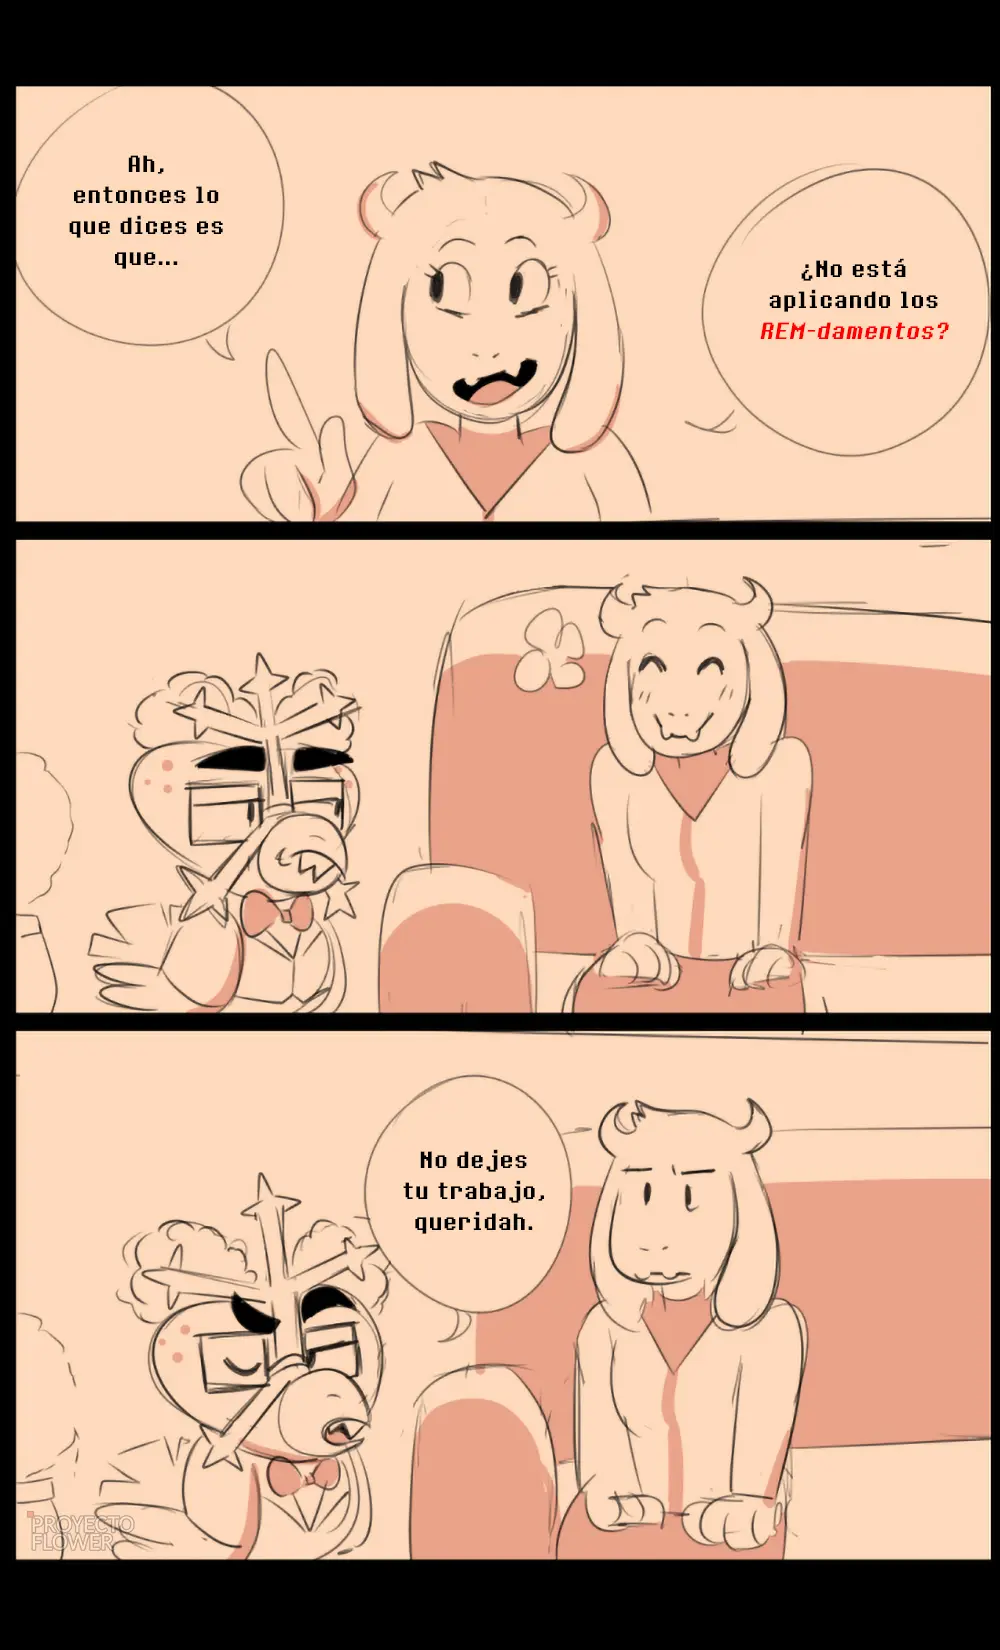 Ah,
entonces lo
que dices es
que...
¿No está
aplicando los
REM-damentos?
No dejes
tu trabajo,
queridah.
PROYECTO
FLOWER